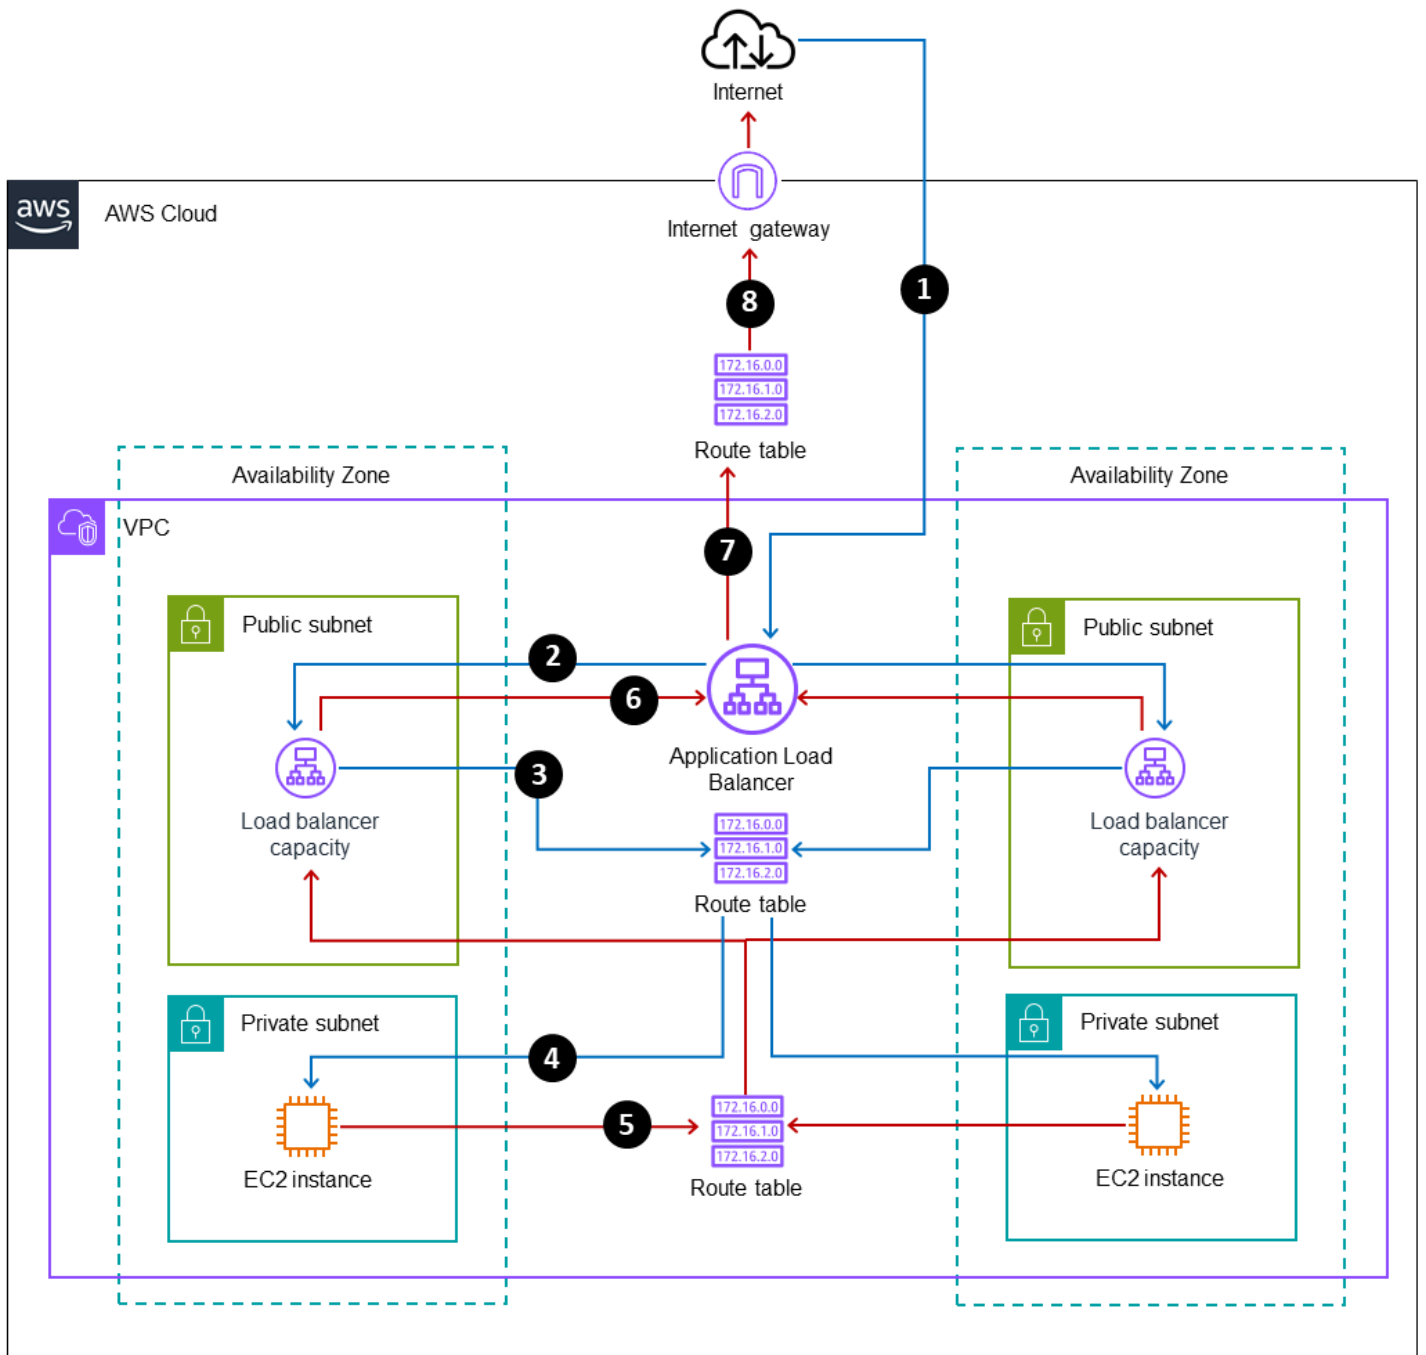 Internet
aws
AWS Cloud
Internet gateway
8
1
172.16.0.0
172.16.1.0
172.16.2.0
Route table
Availability Zone
Availability Zone
VPC
7
Public subnet
Public subnet
2
6
Application Load
Balancer
3
Load balancer
capacity
172.16.0.0
172.16.1.0
172.16.2.0
Load balancer
capacity
Route table
Private subnet
Private subnet
4
172.16.0.0
172.16.1.0
172.16.2.0
5
EC2 instance
Route table
EC2 instance